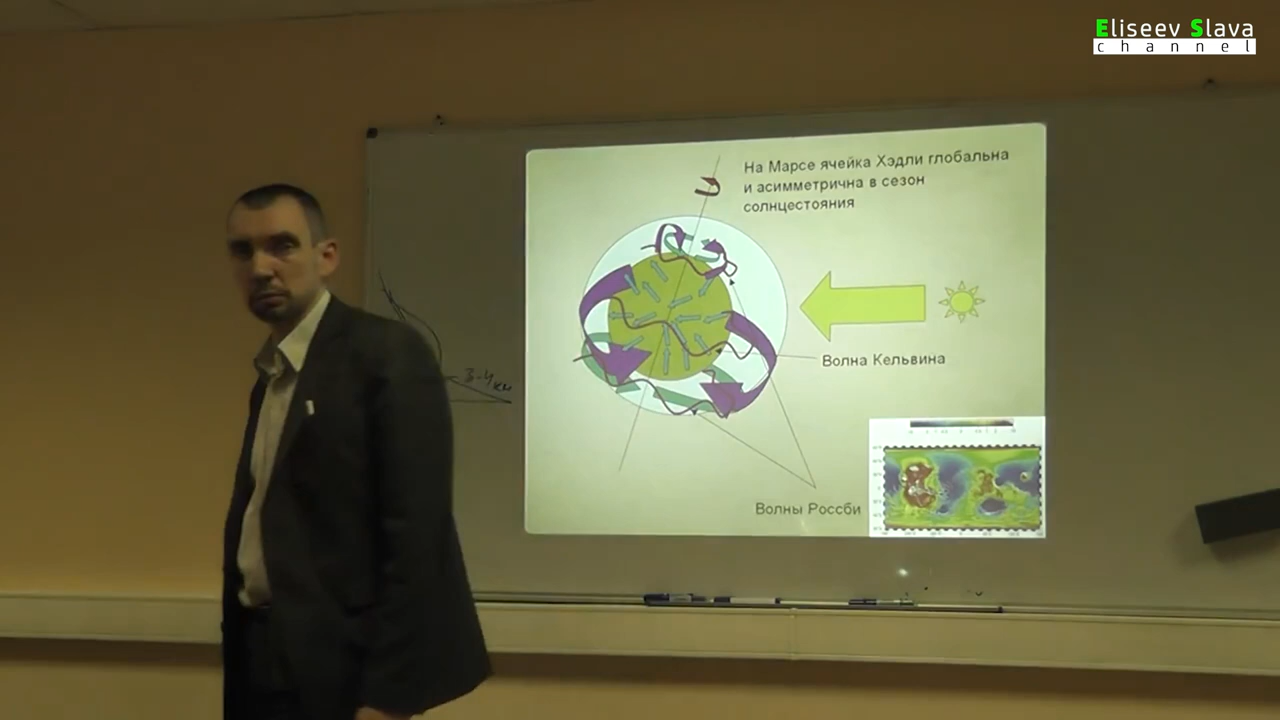 Eliseev Slava
channel
На Марсе ячейка Хэдли глобальна
и асимметрична в сезон
солнцестояния
Волна Кельвина
3-4 км
Волны Россби